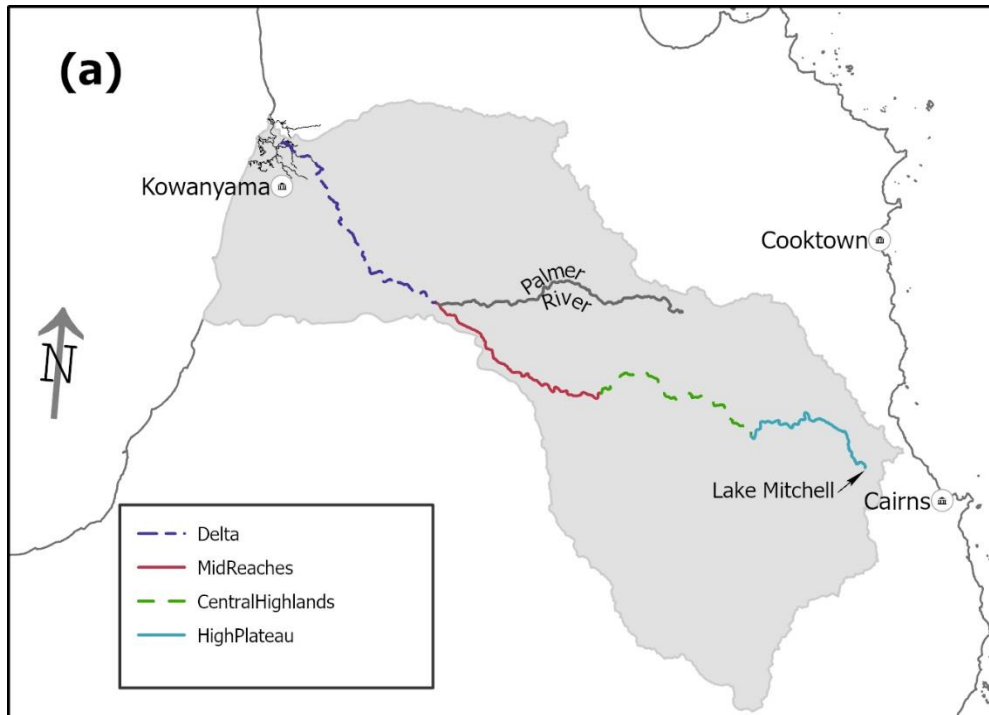 (a)
Kowanyama
Cooktown
Palmer
River
N
Lake Mitchell
Cairns
Delta
MidReaches
CentralHighlands
HighPlateau